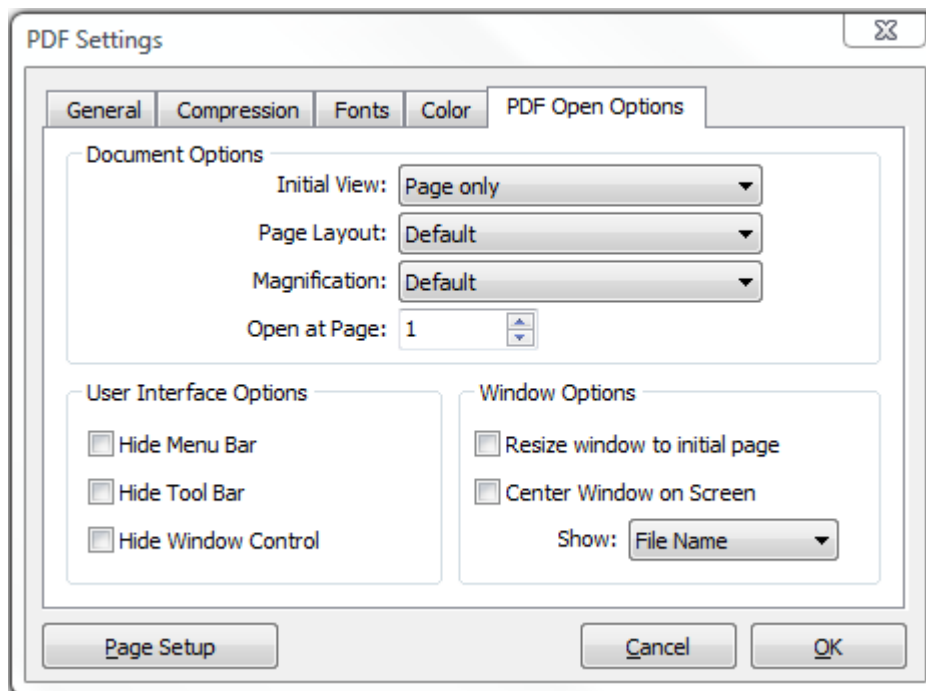 PDF Settings
General Compression Fonts Color PDF Open Options
Document Options
Initial View: Page only
Page Layout: Default
Magnification: Default
Open at Page: 1
User Interface Options
Hide Menu Bar
Hide Tool Bar
Hide Window Control
Window Options
Resize window to initial page
Center Window on Screen
Show: File Name
Page Setup Cancel OK